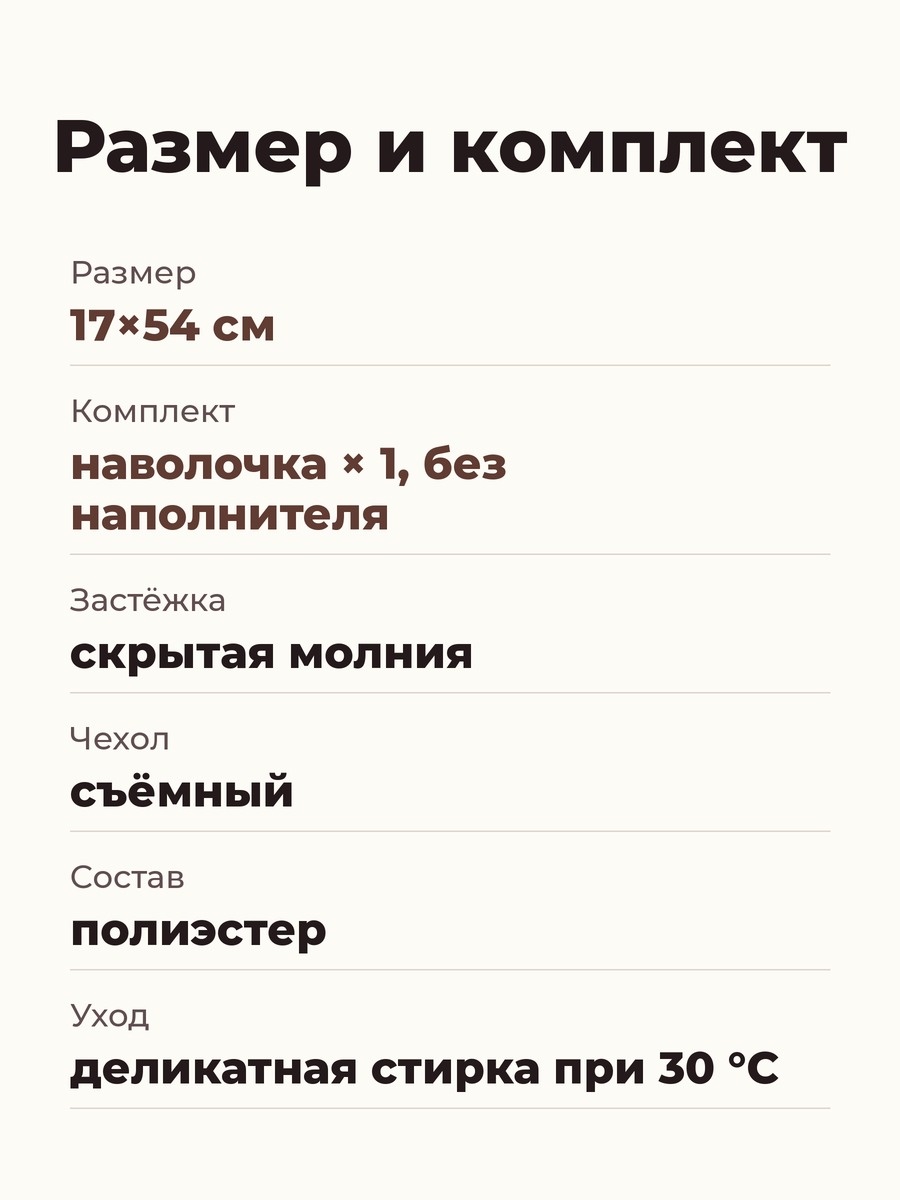 Размер и комплект
Размер
17×54 см
Комплект
наволочка × 1, без
наполнителя
Застёжка
скрытая молния
Чехол
съёмный
Состав
полиэстер
Уход
деликатная стирка при 30 °C